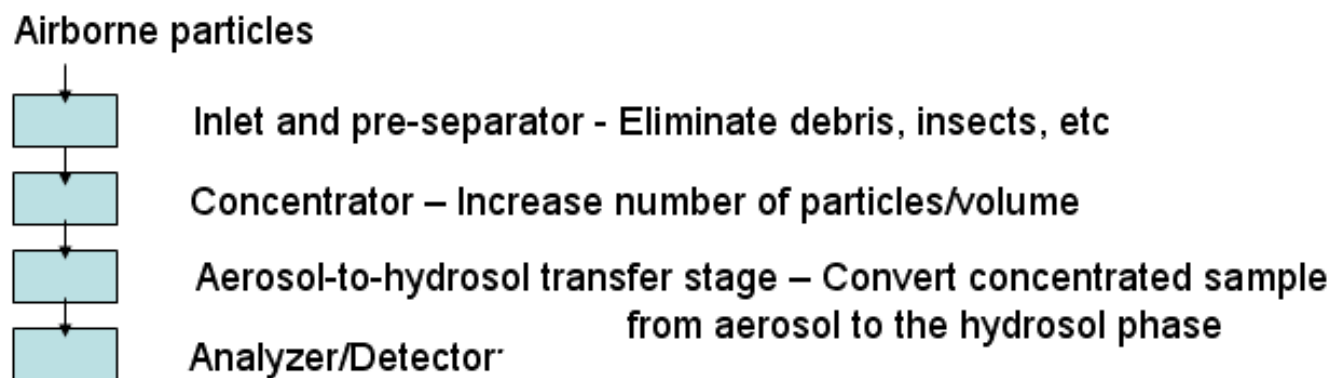 Airborne particles
Inlet and pre-separator - Eliminate debris, insects, etc
Concentrator – Increase number of particles/volume
Aerosol-to-hydrosol transfer stage – Convert concentrated sample
from aerosol to the hydrosol phase
Analyzer/Detector